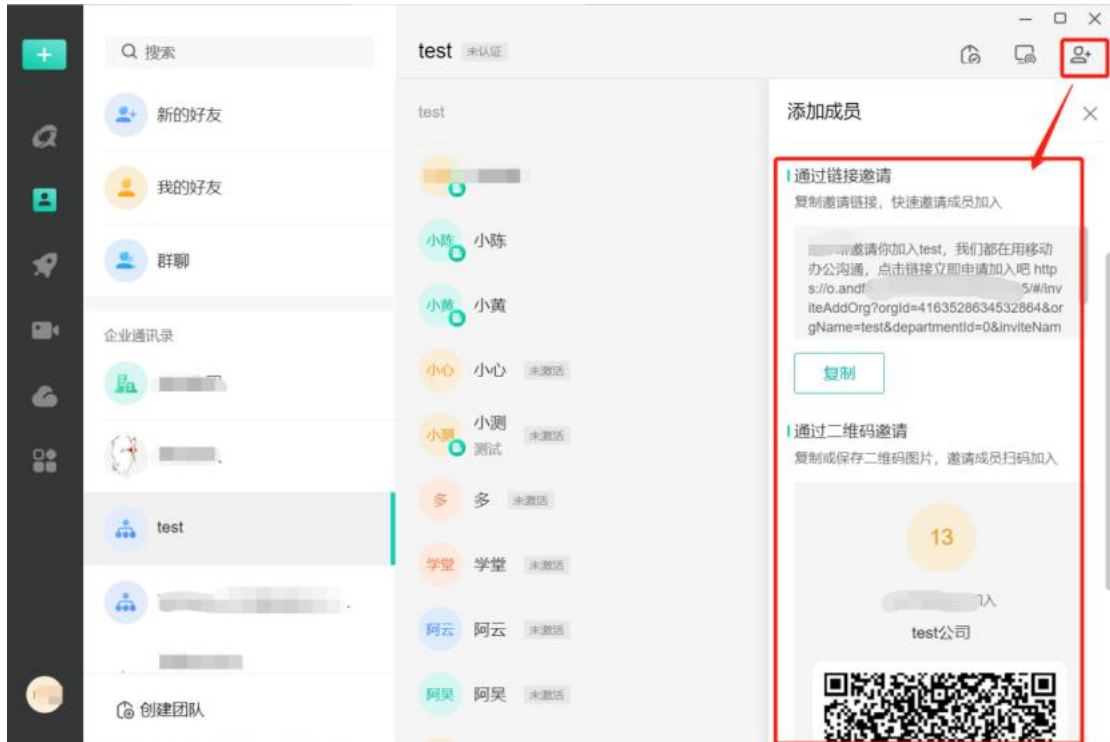 搜索
新的好友
我的好友
群聊
企业通讯录
test
创建团队
test 未认证
test
小陈 小陈
小黄 小黄
小心 小心 未激活
小测 小测 未激活
测试
多 多 未激活
学堂 学堂 未激活
阿云 阿云 未激活
阿吴 阿吴 未激活
添加成员
通过链接邀请
复制邀请链接，快速邀请成员加入
邀请你加入test，我们都在用移动
办公沟通，点击链接立即申请加入吧 http
s://o.andf 5/#/inv
iteAddOrg?orgId=4163528634532864&or
gName=test&departmentId=0&inviteNam
复制
通过二维码邀请
复制或保存二维码图片，邀请成员扫码加入
13
加入
test公司